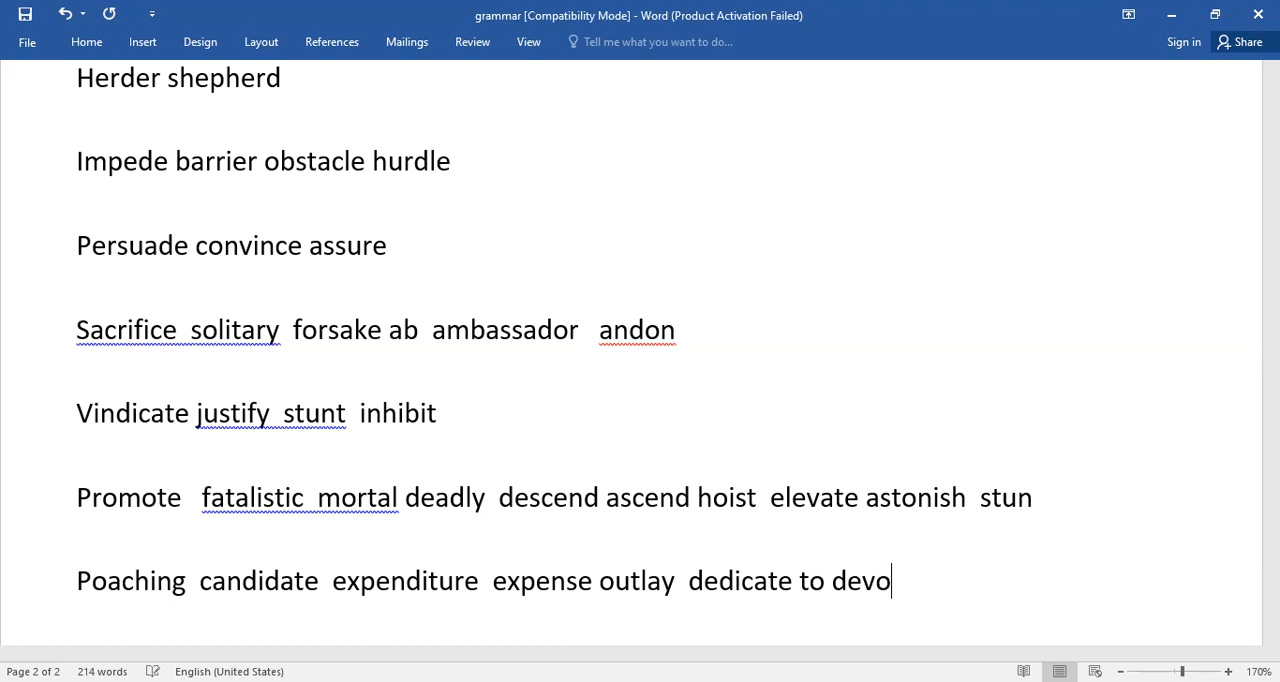 grammar [Compatibility Mode] - Word (Product Activation Failed)
File Home Insert Design Layout References Mailings Review View Tell me what you want to do... Sign in Share
Herder shepherd
Impede barrier obstacle hurdle
Persuade convince assure
Sacrifice  solitary  forsake ab  ambassador   andon
Vindicate justify  stunt  inhibit
Promote   fatalistic  mortal deadly  descend ascend hoist  elevate astonish  stun
Poaching  candidate  expenditure  expense outlay  dedicate to devo
Page 2 of 2 214 words English (United States) 170%